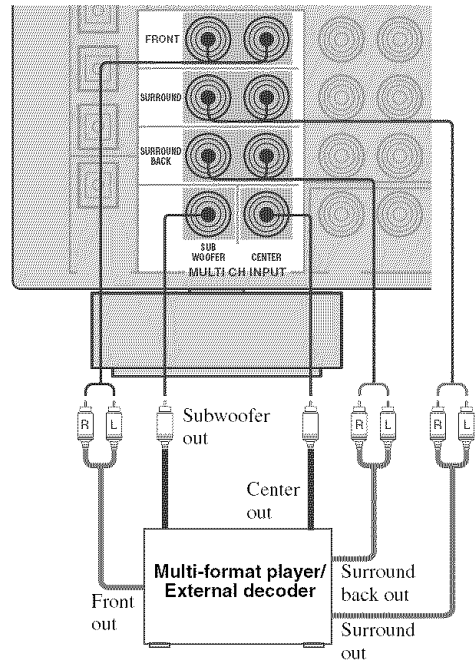 FRONT
SURROUND
SURROUND
BACK
SUB
WOOFER
CENTER
MULTI CH INPUT
R L
Subwoofer
out
R L
R L
Center
out
Multi-format player/
External decoder
Front
out
Surround
back out
Surround
out